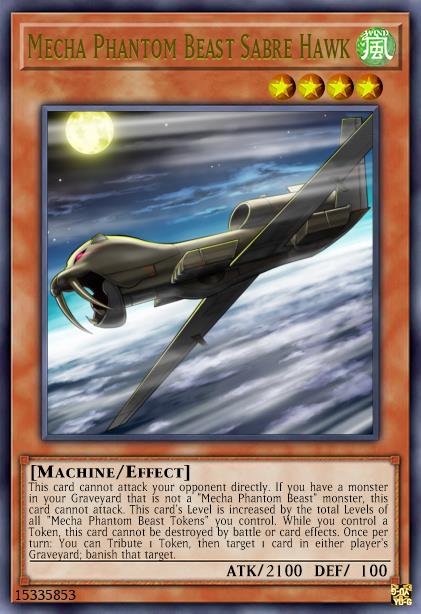 MECHA PHANTOM BEAST SABRE HAWK
WIND
風
[MACHINE/EFFECT]
This card cannot attack your opponent directly. If you have a monster
in your Graveyard that is not a "Mecha Phantom Beast" monster, this
card cannot attack. This card's Level is increased by the total Levels of
all "Mecha Phantom Beast Tokens" you control. While you control a
Token, this card cannot be destroyed by battle or card effects. Once per
turn: You can Tribute 1 Token, then target 1 card in either player's
Graveyard; banish that target.
ATK/2100 DEF/ 100
15335853